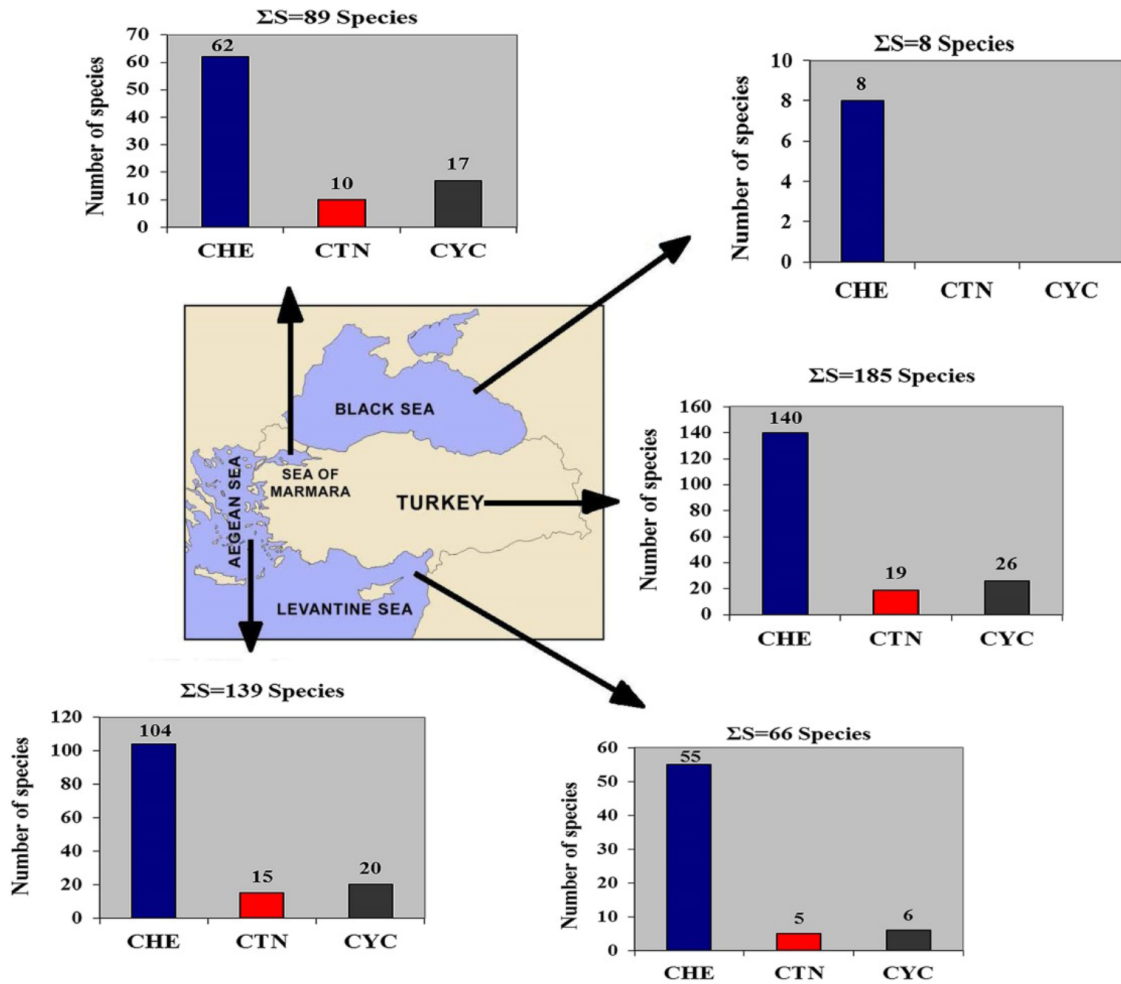 ΣS=89 Species
Number of species
70
60
50
40
30
20
10
0
62
10
17
CHE CTN CYC
ΣS=8 Species
Number of species
10
8
6
4
2
0
8
CHE CTN CYC
BLACK SEA
SEA OF
MARMARA
AEGEAN SEA
TURKEY
LEVANTINE SEA
ΣS=185 Species
Number of species
160
140
120
100
80
60
40
20
0
140
19
26
CHE CTN CYC
ΣS=139 Species
Number of species
120
100
80
60
40
20
0
104
15
20
CHE CTN CYC
ΣS=66 Species
Number of species
60
50
40
30
20
10
0
55
5
6
CHE CTN CYC